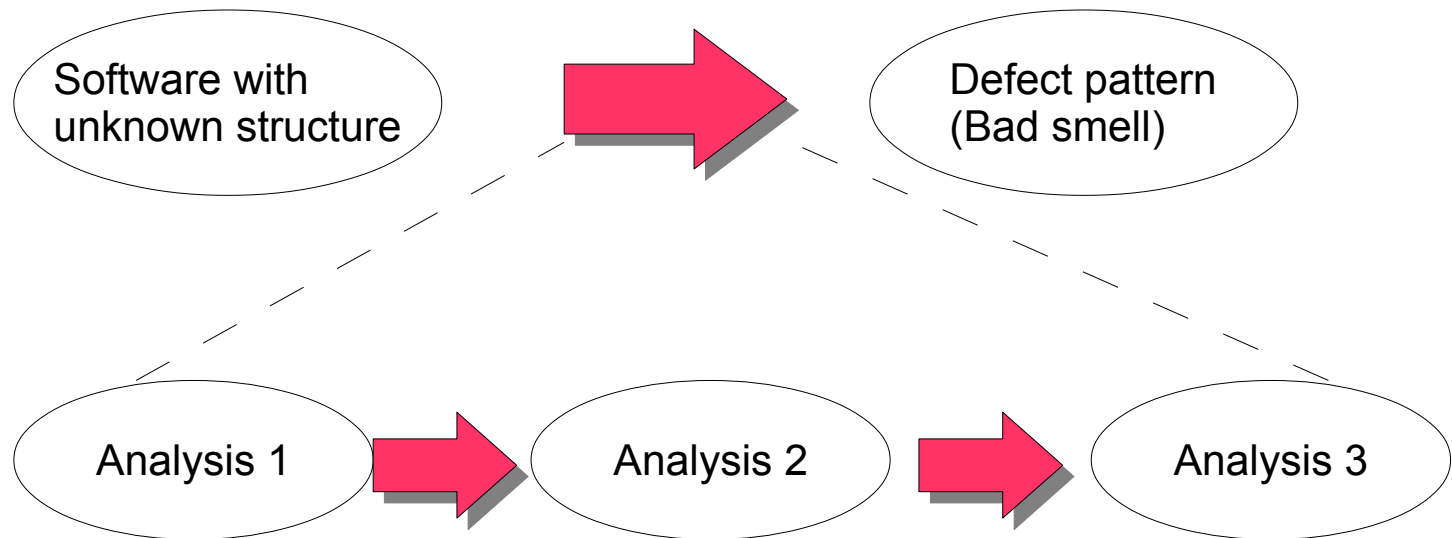 Software with
unknown structure
Defect pattern
(Bad smell)
Analysis 1
Analysis 2
Analysis 3